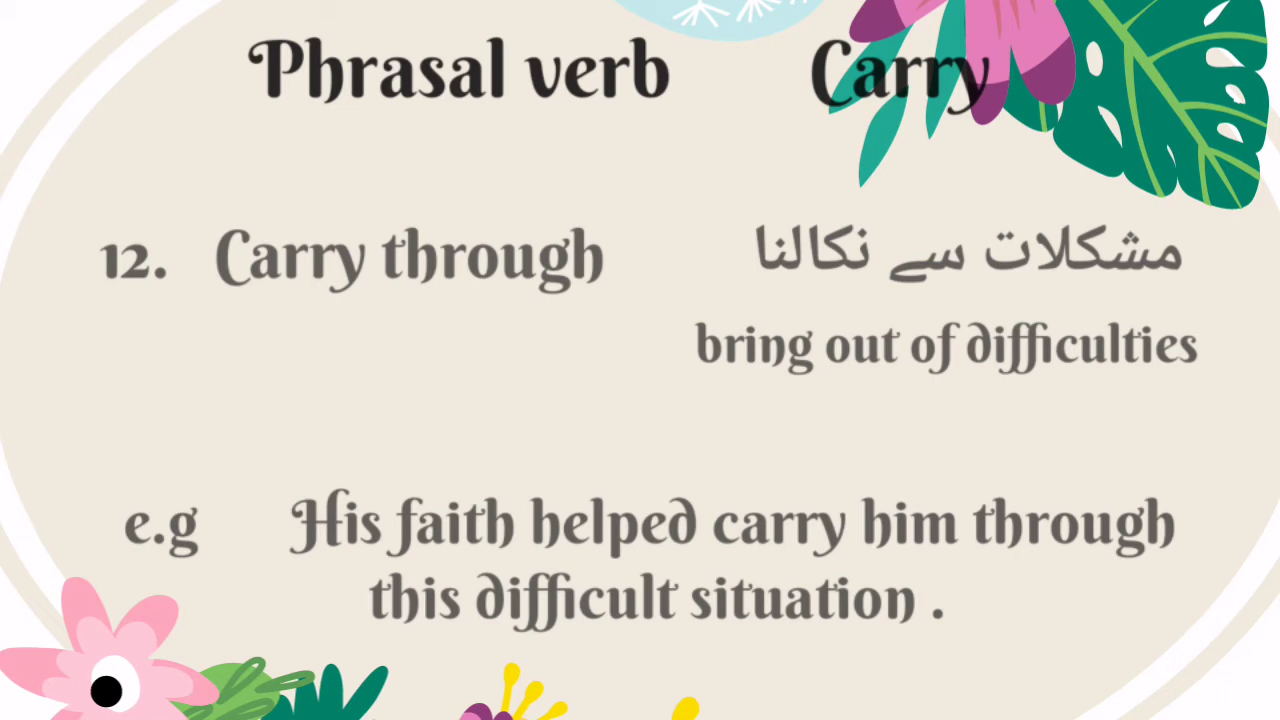 Phrasal verb Carry
12. Carry through مشکلات سے نکالنا
bring out of difficulties
e.g His faith helped carry him through
this difficult situation .